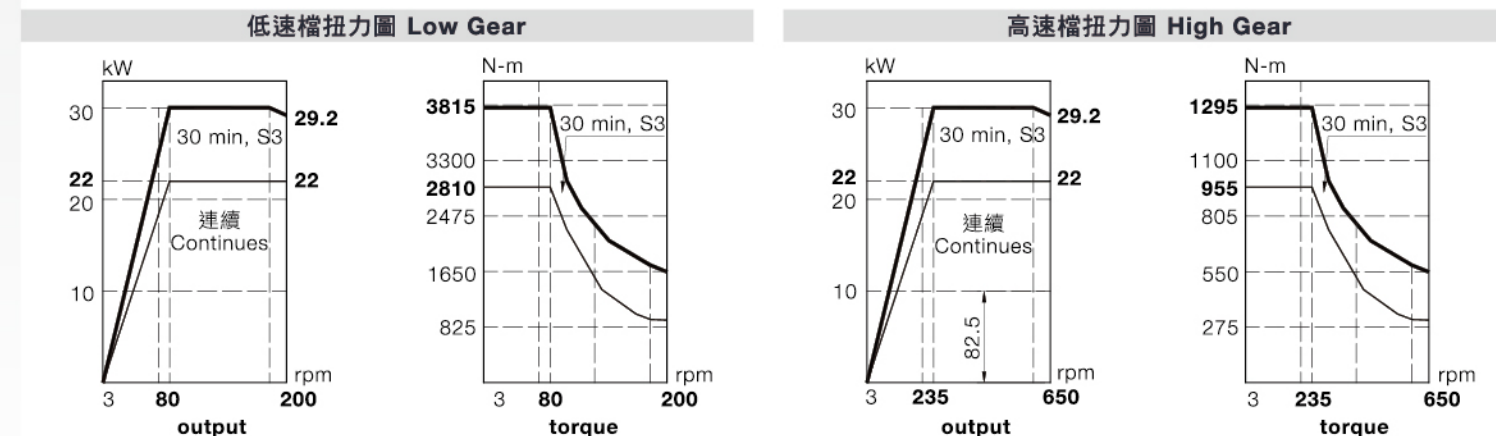 低速檔扭力圖 Low Gear
kW
30
22
20
10
29.2
22
30 min, S3
連續
Continues
rpm
3
80
200
output
N-m
3815
3300
2810
2475
1650
825
30 min, S3
rpm
3
80
200
torque
高速檔扭力圖 High Gear
kW
30
22
20
10
29.2
22
30 min, S3
連續
Continues
82.5
rpm
3
235
650
output
N-m
1295
1100
955
805
550
275
30 min, S3
rpm
3
235
650
torque